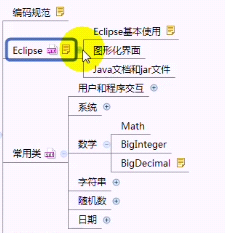 编码规范
Eclipse
Eclipse基本使用
图形化界面
Java文档和jar文件
常用类
用户和程序交互
系统
数学
Math
BigInteger
BigDecimal
字符串
随机数
日期